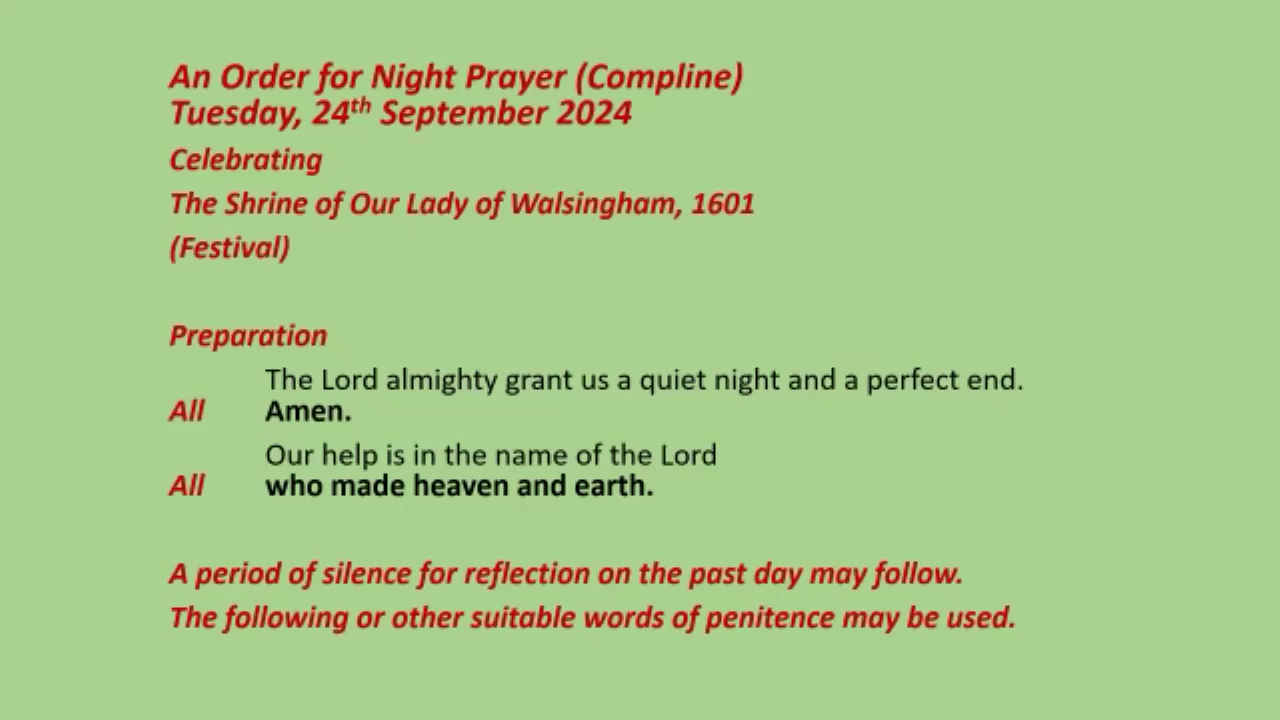 An Order for Night Prayer (Compline)
Tuesday, 24th September 2024
Celebrating
The Shrine of Our Lady of Walsingham, 1601
(Festival)
Preparation
The Lord almighty grant us a quiet night and a perfect end.
All Amen.
Our help is in the name of the Lord
All who made heaven and earth.
A period of silence for reflection on the past day may follow.
The following or other suitable words of penitence may be used.